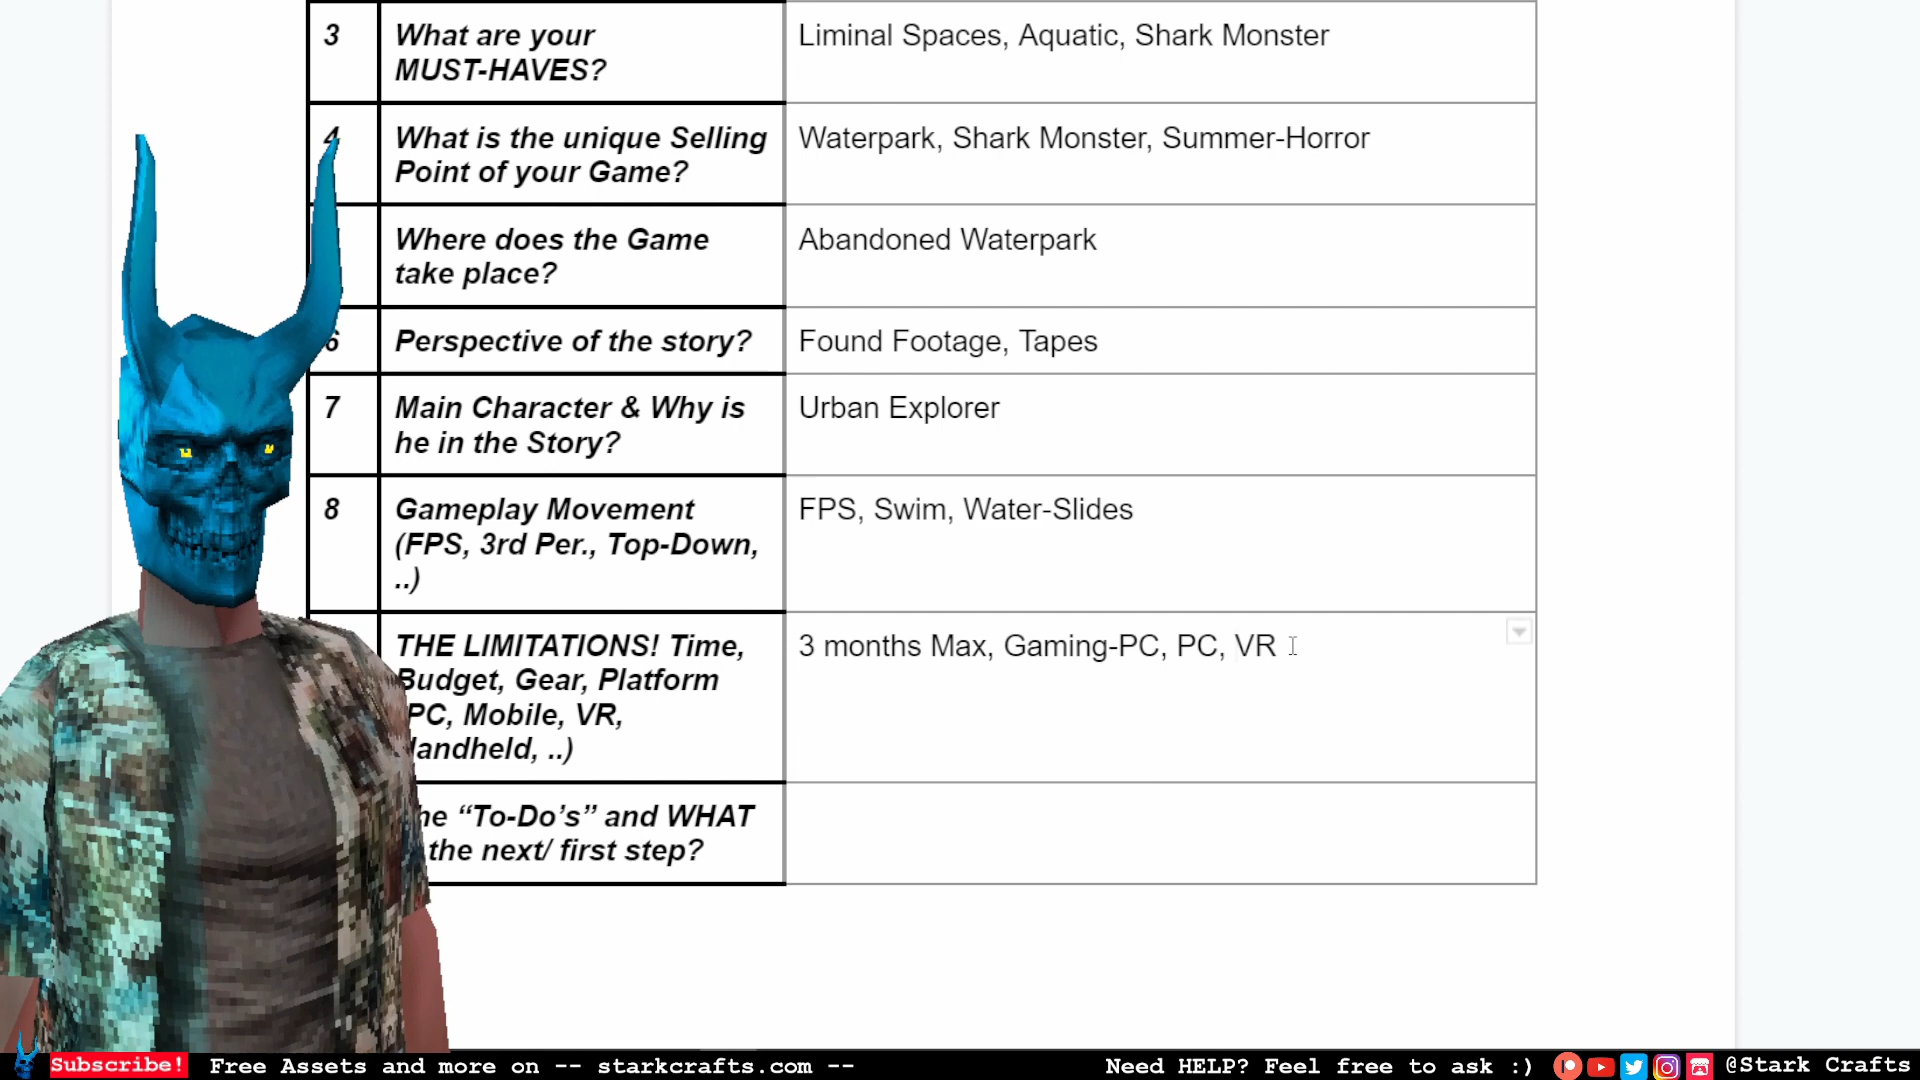 3
What are your
MUST-HAVES?
Liminal Spaces, Aquatic, Shark Monster
4
What is the unique Selling
Point of your Game?
Waterpark, Shark Monster, Summer-Horror
Where does the Game
take place?
Abandoned Waterpark
6
Perspective of the story?
Found Footage, Tapes
7
Main Character & Why is
he in the Story?
Urban Explorer
8
Gameplay Movement
(FPS, 3rd Per., Top-Down,
..)
FPS, Swim, Water-Slides
THE LIMITATIONS! Time,
Budget, Gear, Platform
PC, Mobile, VR,
Handheld, ..)
3 months Max, Gaming-PC, PC, VR
"To-Do's" and WHAT
the next/ first step?
Subscribe! Free Assets and more on -- starkcrafts.com -- Need HELP? Feel free to ask :) @Stark Crafts